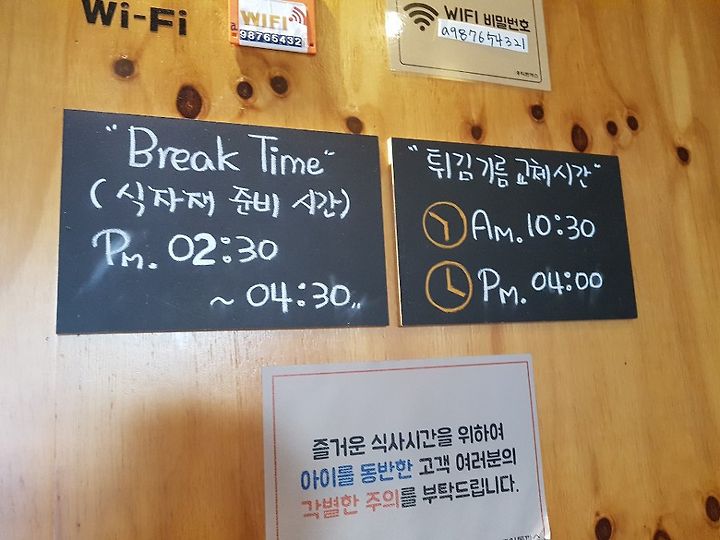 Wi-Fi
WIFI
98765432
WIFI 비밀번호
a987654321
"Break Time"
(식자재 준비 시간)
PM. 02:30
~ 04:30..
"튀김기름 교체시간"
AM. 10:30
PM. 04:00
즐거운 식사시간을 위하여
아이를 동반한 고객 여러분의
각별한 주의를 부탁드립니다.